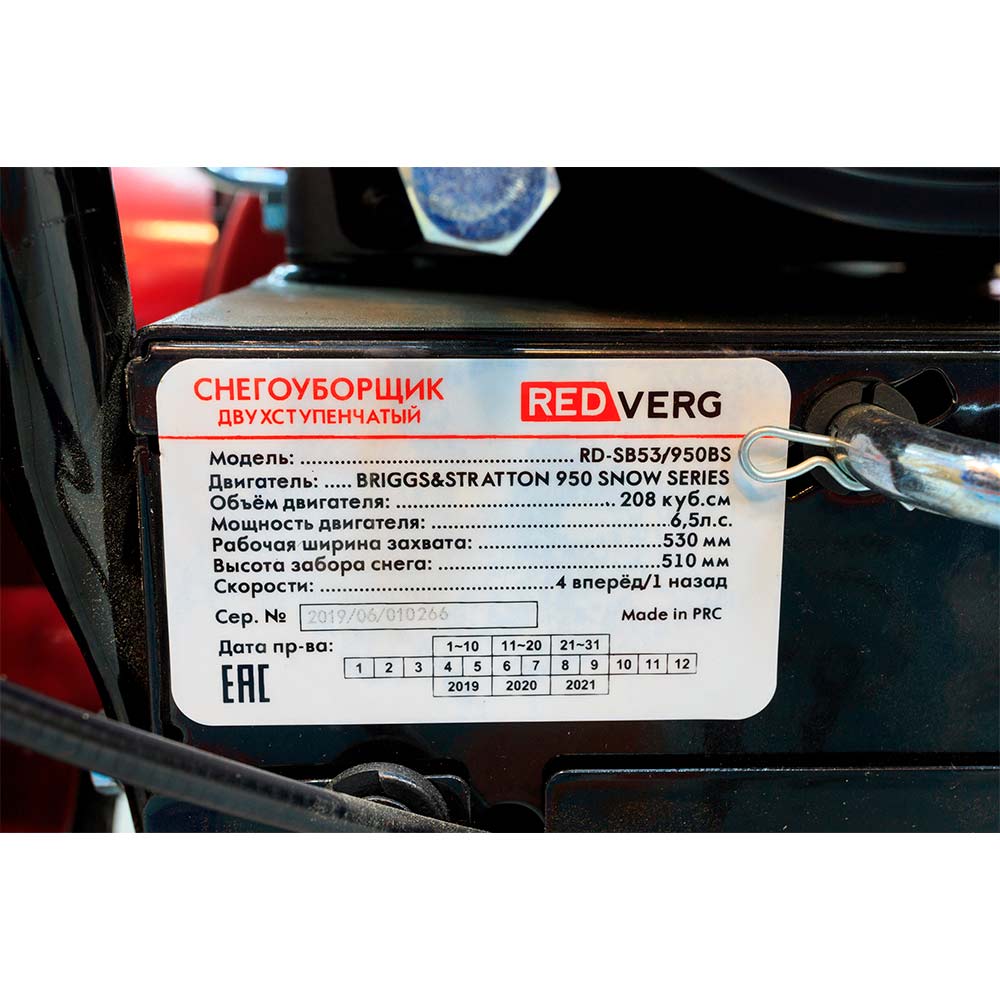 СНЕГОУБОРЩИК
ДВУХСТУПЕНЧАТЫЙ
REDVERG
Модель: RD-SB53/950BS
Двигатель: BRIGGS&STRATTON 950 SNOW SERIES
Объём двигателя: 208 куб.см
Мощность двигателя: 6,5л.с.
Рабочая ширина захвата: 530 мм
Высота забора снега: 510 мм
Скорости: 4 вперёд/1 назад
Сер. № 2019/06/010266 Made in PRC
Дата пр-ва: 1~10 11~20 21~31
1 2 3 4 5 6 7 8 9 10 11 12
2019 2020 2021
EAC